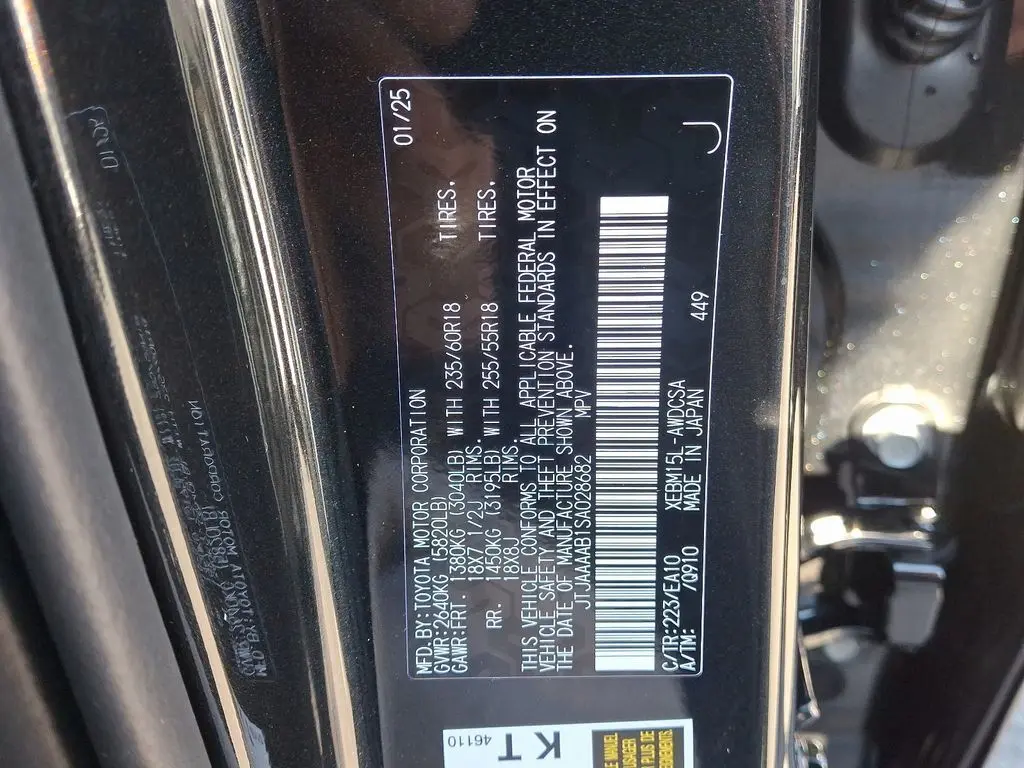 MFD.BY:TOYOTA MOTOR CORPORATION 01/25
GVWR:2640KG (5820LB)
GAWR:FRT. 1380KG (3040LB) WITH 235/60R18 TIRES.
18X7 1/2J RIMS.
RR. 1450KG (3195LB) WITH 255/55R18 TIRES.
18X8J RIMS.
THIS VEHICLE CONFORMS TO ALL APPLICABLE FEDERAL MOTOR
VEHICLE SAFETY AND THEFT PREVENTION STANDARDS IN EFFECT ON
THE DATE OF MANUFACTURE SHOWN ABOVE.
JTJAAAAB1SA028682 MPV
C/TR:223/EA10 XEBM15L-AWDCSA 449
A/TM: /Q910 MADE IN JAPAN
J
KT
46110